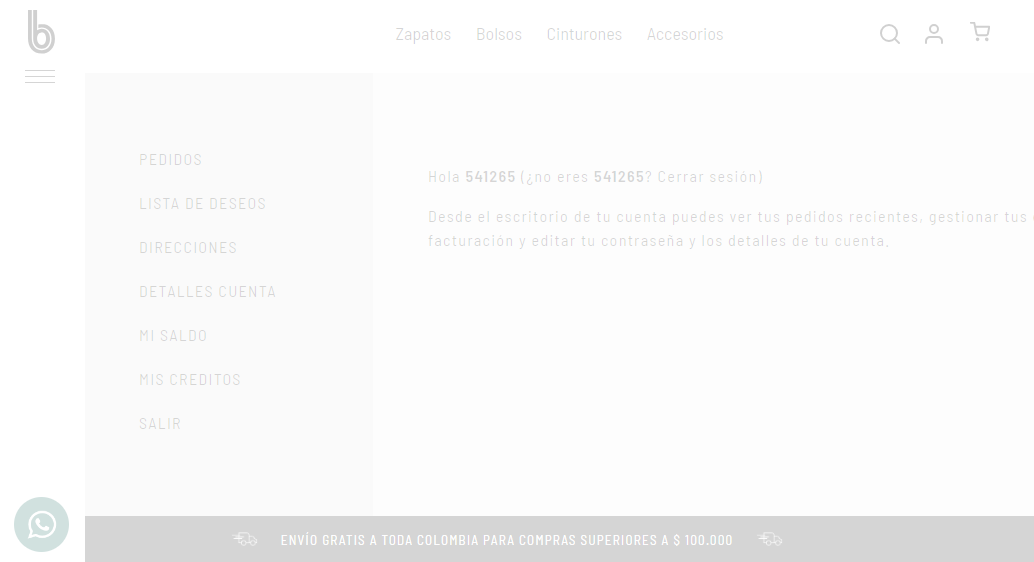 b
Zapatos Bolsos Cinturones Accesorios
PEDIDOS
LISTA DE DESEOS
DIRECCIONES
DETALLES CUENTA
MI SALDO
MIS CREDITOS
SALIR
Hola 541265 (¿no eres 541265? Cerrar sesión)
Desde el escritorio de tu cuenta puedes ver tus pedidos recientes, gestionar tus
facturación y editar tu contraseña y los detalles de tu cuenta.
ENVÍO GRATIS A TODA COLOMBIA PARA COMPRAS SUPERIORES A $ 100.000